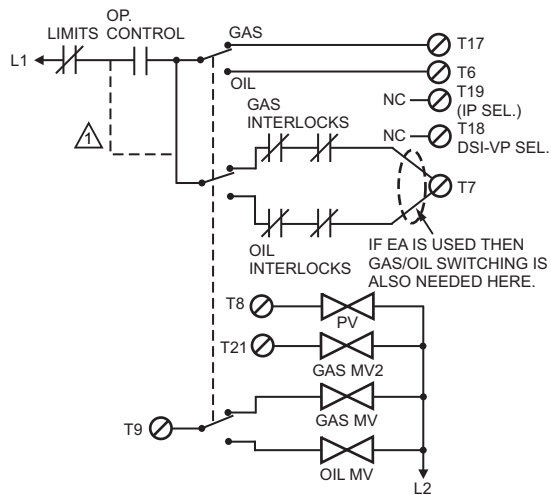 OP.
LIMITS CONTROL
GAS
L1
T17
OIL
T6
NC
T19
(IP SEL.)
GAS
INTERLOCKS
1
NC
T18
DSI-VP SEL.
T7
OIL
INTERLOCKS
IF EA IS USED THEN
GAS/OIL SWITCHING IS
ALSO NEEDED HERE.
T8
PV
T21
GAS MV2
T9
GAS MV
OIL MV
L2